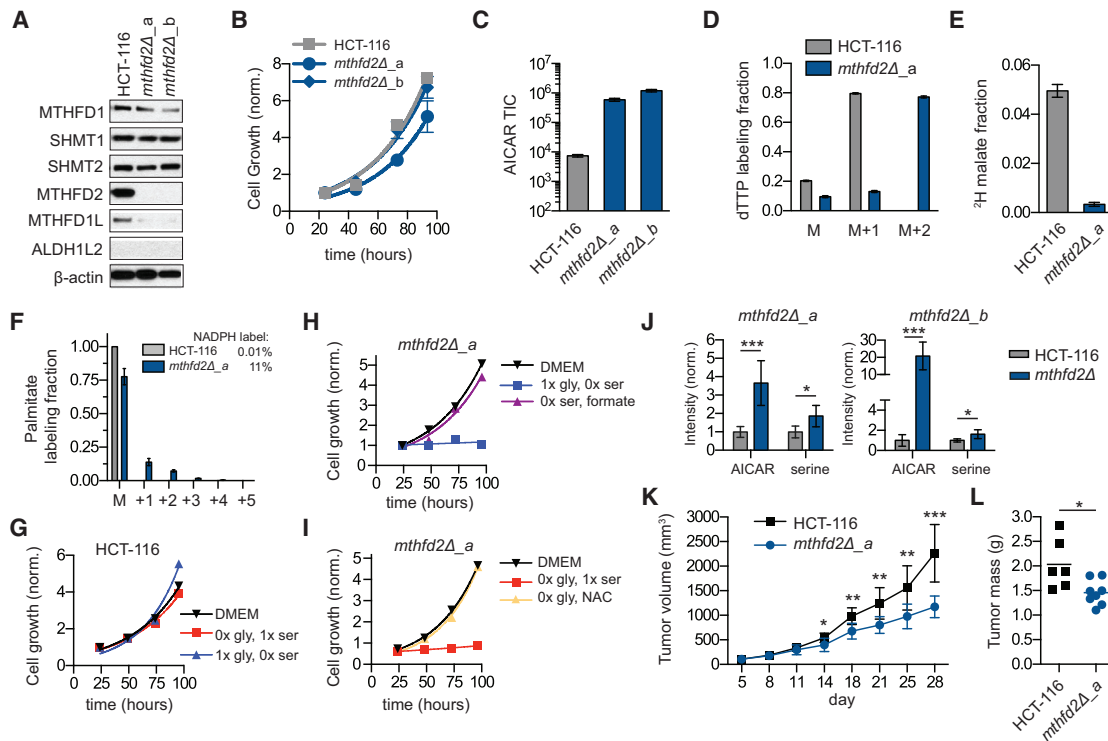 A
HCT-116
mthfd2Δ_a
mthfd2Δ_b
MTHFD1
SHMT1
SHMT2
MTHFD2
MTHFD1L
ALDH1L2
β-actin
B
HCT-116
mthfd2Δ_a
mthfd2Δ_b
Cell Growth (norm.)
8
6
4
2
0
0 20 40 60 80 100
time (hours)
C
AICAR TIC
10⁷
10⁶
10⁵
10⁴
10³
10²
HCT-116
mthfd2Δ_a
mthfd2Δ_b
D
HCT-116
mthfd2Δ_a
dTTP labeling fraction
1.0
0.8
0.6
0.4
0.2
0.0
M M+1 M+2
E
²H malate fraction
0.06
0.04
0.02
0.00
HCT-116
mthfd2Δ_a
F
NADPH label:
HCT-116 0.01%
mthfd2Δ_a 11%
Palmitate
labeling fraction
1.00
0.75
0.50
0.25
0.00
M +1 +2 +3 +4 +5
G
HCT-116
Cell growth (norm.)
6
4
2
0
DMEM
0x gly, 1x ser
1x gly, 0x ser
0 25 50 75 100
time (hours)
H
mthfd2Δ_a
Cell growth (norm.)
5
4
3
2
1
0
DMEM
1x gly, 0x ser
0x ser, formate
0 25 50 75 100
time (hours)
I
mthfd2Δ_a
Cell growth (norm.)
5
4
3
2
1
0
DMEM
0x gly, 1x ser
0x gly, NAC
0 25 50 75 100
time (hours)
J
mthfd2Δ_a
Intensity (norm.)
6
4
2
0
***
*
AICAR serine
mthfd2Δ_b
Intensity (norm.)
30
20
10
4
2
0
***
*
AICAR serine
HCT-116
mthfd2Δ
K
HCT-116
mthfd2Δ_a
Tumor volume (mm³)
3000
2500
2000
1500
1000
500
0
* ** ** ** ***
5 8 11 14 18 21 25 28
day
L
*
Tumor mass (g)
3.0
2.5
2.0
1.5
1.0
0.5
0.0
HCT-116
mthfd2Δ_a